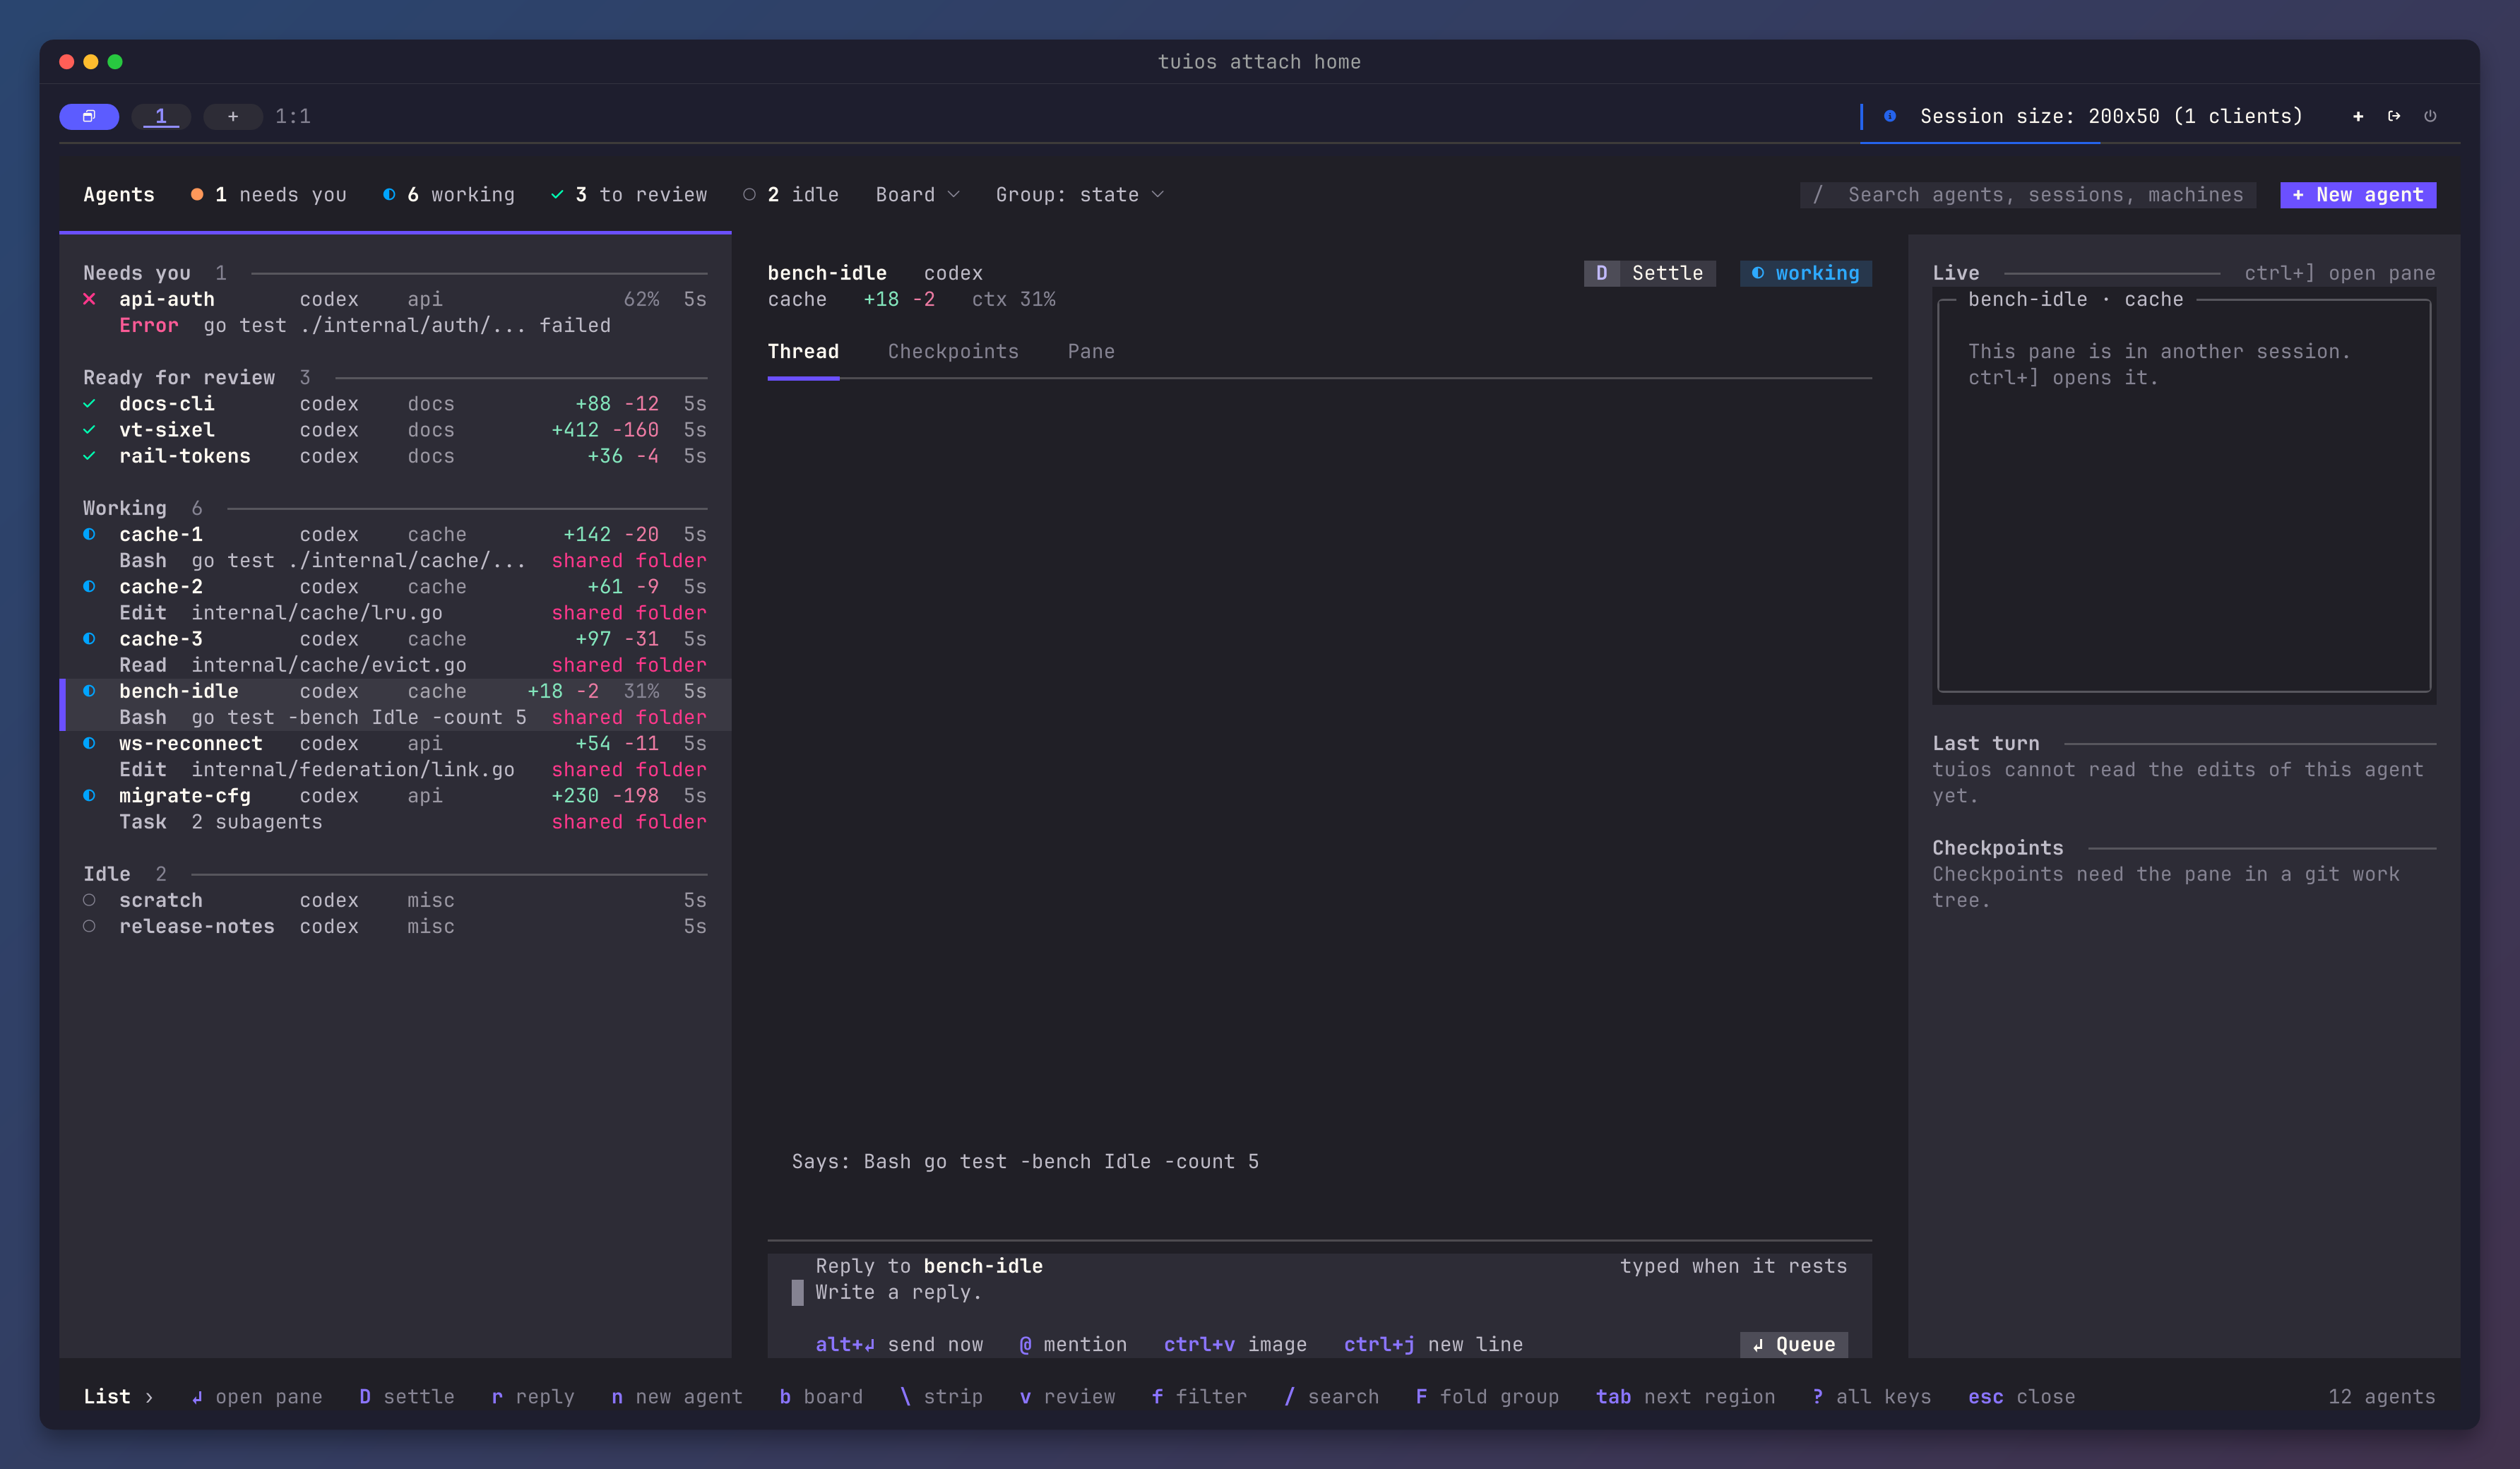 tuios attach home
1 + 1:1 Session size: 200x50 (1 clients) +
Agents 1 needs you 6 working ✓ 3 to review 2 idle Board Group: state / Search agents, sessions, machines + New agent
Needs you 1
api-auth codex api 62% 5s
Error go test ./internal/auth/... failed
Ready for review 3
✓ docs-cli codex docs +88 -12 5s
✓ vt-sixel codex docs +412 -160 5s
✓ rail-tokens codex docs +36 -4 5s
Working 6
cache-1 codex cache +142 -20 5s
Bash go test ./internal/cache/... shared folder
cache-2 codex cache +61 -9 5s
Edit internal/cache/lru.go shared folder
cache-3 codex cache +97 -31 5s
Read internal/cache/evict.go shared folder
bench-idle codex cache +18 -2 31% 5s
Bash go test -bench Idle -count 5 shared folder
ws-reconnect codex api +54 -11 5s
Edit internal/federation/link.go shared folder
migrate-cfg codex api +230 -198 5s
Task 2 subagents shared folder
Idle 2
scratch codex misc 5s
release-notes codex misc 5s
bench-idle codex D Settle working
cache +18 -2 ctx 31%
Thread Checkpoints Pane
Says: Bash go test -bench Idle -count 5
Reply to bench-idle typed when it rests
Write a reply.
alt+↲ send now @ mention ctrl+v image ctrl+j new line ↲ Queue
Live ctrl+] open pane
bench-idle · cache
This pane is in another session.
ctrl+] opens it.
Last turn
tuios cannot read the edits of this agent
yet.
Checkpoints
Checkpoints need the pane in a git work
tree.
List › ↲ open pane D settle r reply n new agent b board \ strip v review f filter / search F fold group tab next region ? all keys esc close 12 agents